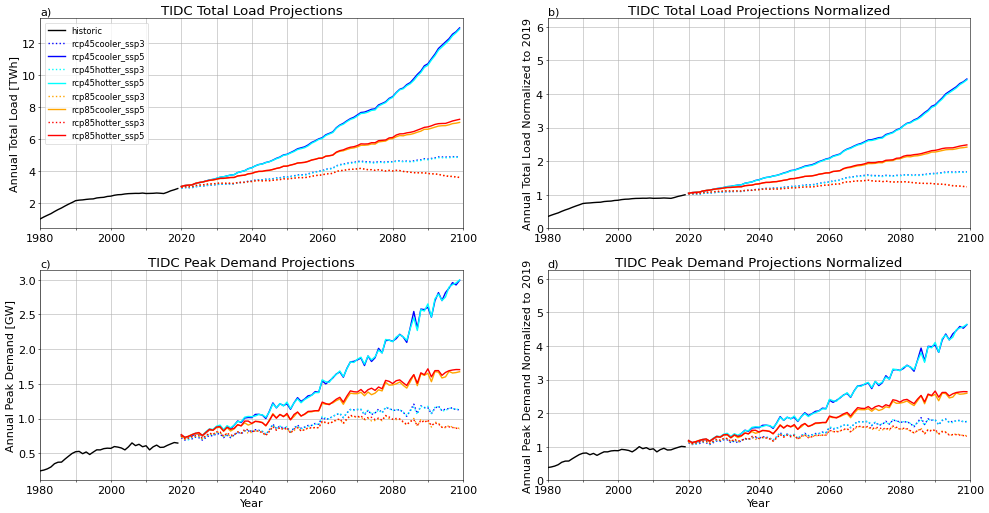 a)
TIDC Total Load Projections
Annual Total Load [TWh]
12
10
8
6
4
2
historic
rcp45cooler_ssp3
rcp45cooler_ssp5
rcp45hotter_ssp3
rcp45hotter_ssp5
rcp85cooler_ssp3
rcp85cooler_ssp5
rcp85hotter_ssp3
rcp85hotter_ssp5
1980 2000 2020 2040 2060 2080 2100
b)
TIDC Total Load Projections Normalized
Annual Total Load Normalized to 2019
6
5
4
3
2
1
0
1980 2000 2020 2040 2060 2080 2100
c)
TIDC Peak Demand Projections
Annual Peak Demand [GW]
3.0
2.5
2.0
1.5
1.0
0.5
1980 2000 2020 2040 2060 2080 2100
Year
d)
TIDC Peak Demand Projections Normalized
Annual Peak Demand Normalized to 2019
6
5
4
3
2
1
0
1980 2000 2020 2040 2060 2080 2100
Year